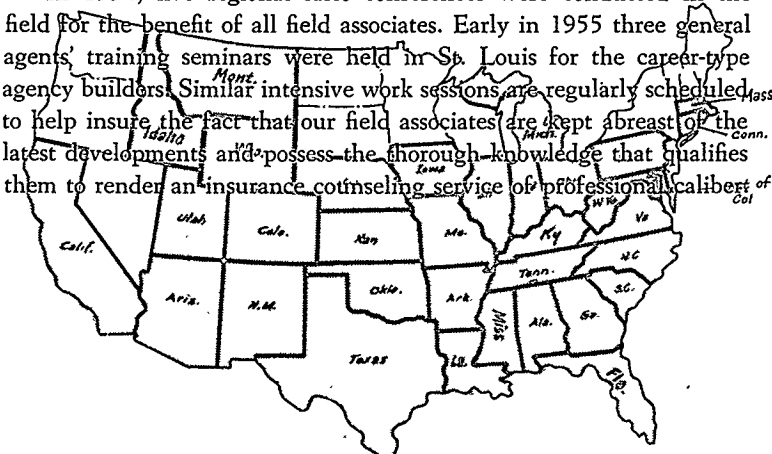 field for the benefit of all field associates. Early in 1955 three general
agents' training seminars were held in St. Louis for the career-type
agency builders. Similar intensive work sessions are regularly scheduled
to help insure the fact that our field associates are kept abreast of the
latest developments and possess the thorough knowledge that qualifies
them to render an insurance counseling service of professional caliber.
Mont.
Mass
Idaho
Mich.
Conn.
Iowa
W.Va.
Dist of
Col
Utah
Colo.
Kan
Mo.
Ky
Va
Calif.
N.C
Tenn.
Ariz.
N.M.
Okla.
Ark.
S.C.
Miss
Ala.
Ga.
Texas
La
Fla.